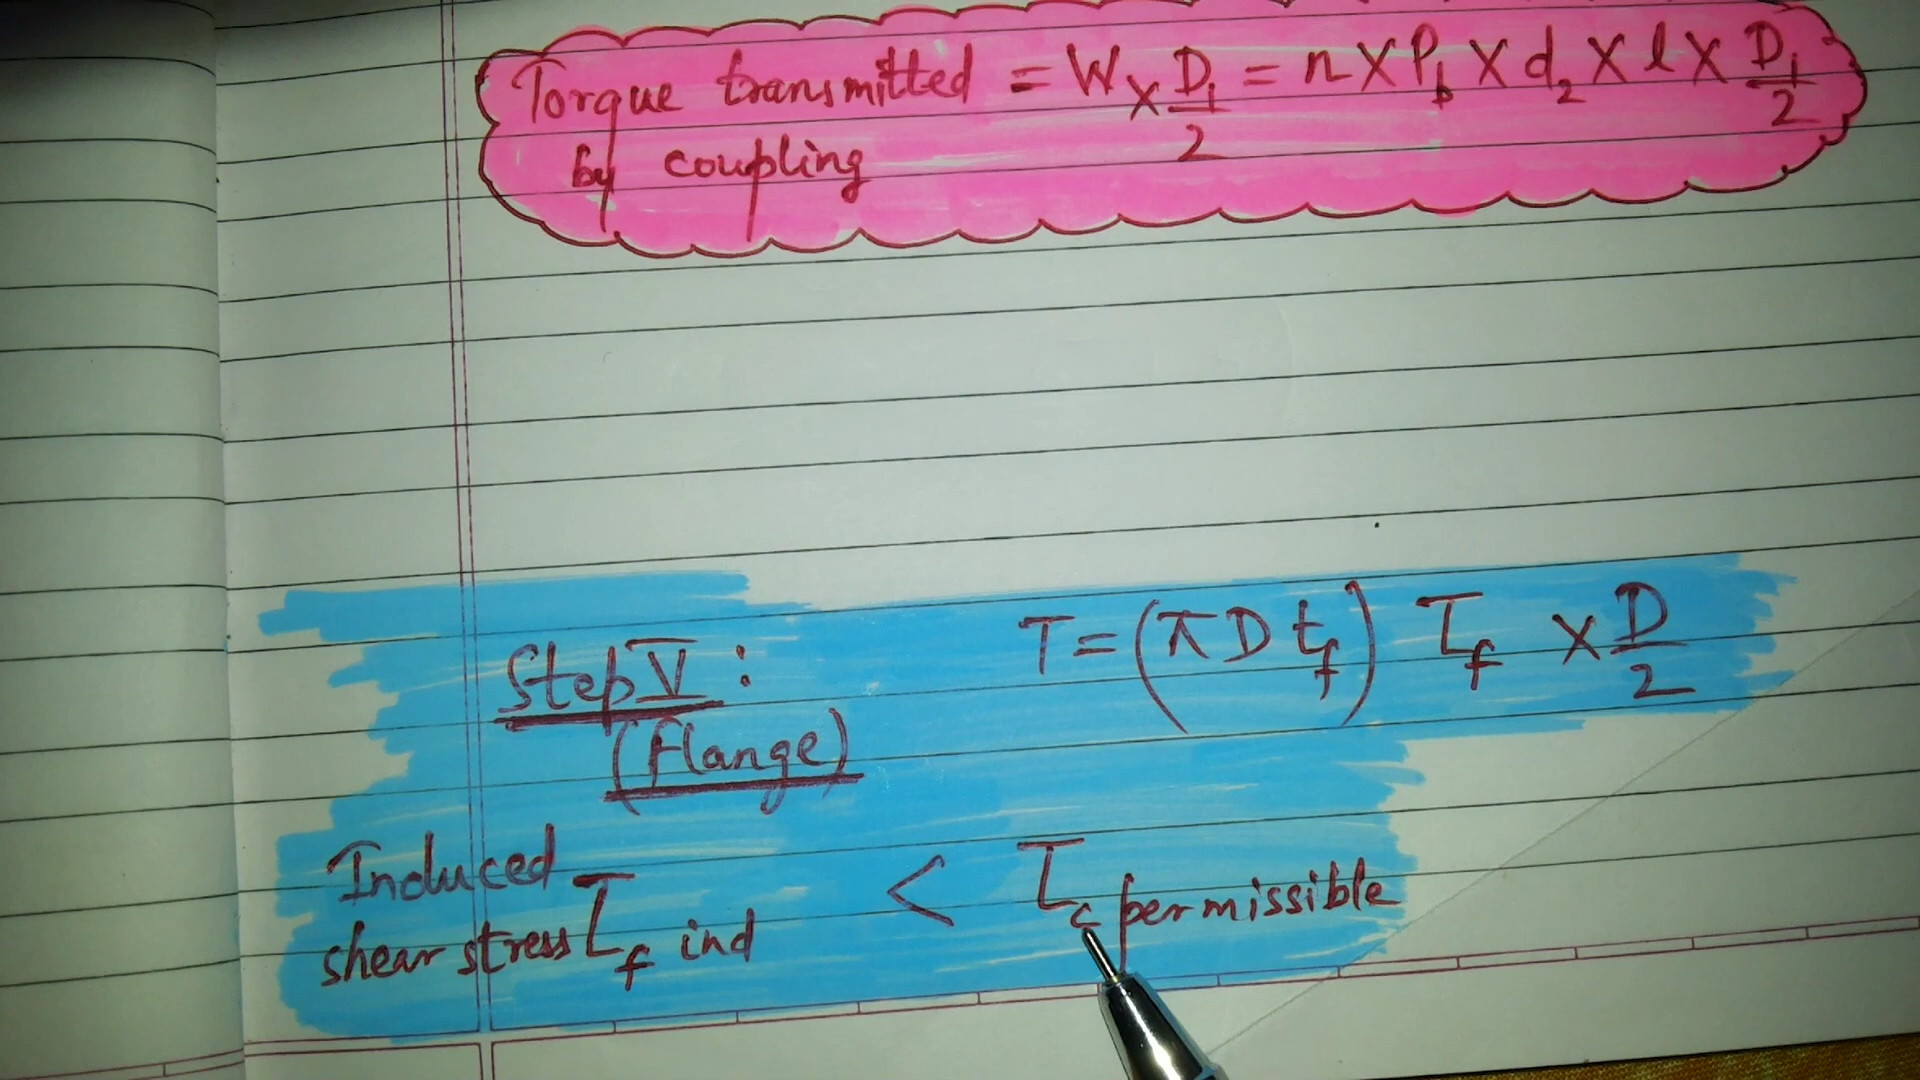 Torque transmitted = W × D₁/2 = n × P_b × d₂ × l × D₁/2
by coupling
Step V : T = (π D t_f) τ_f × D/2
(Flange)
Induced
shear stress τ_f ind < τ_c permissible